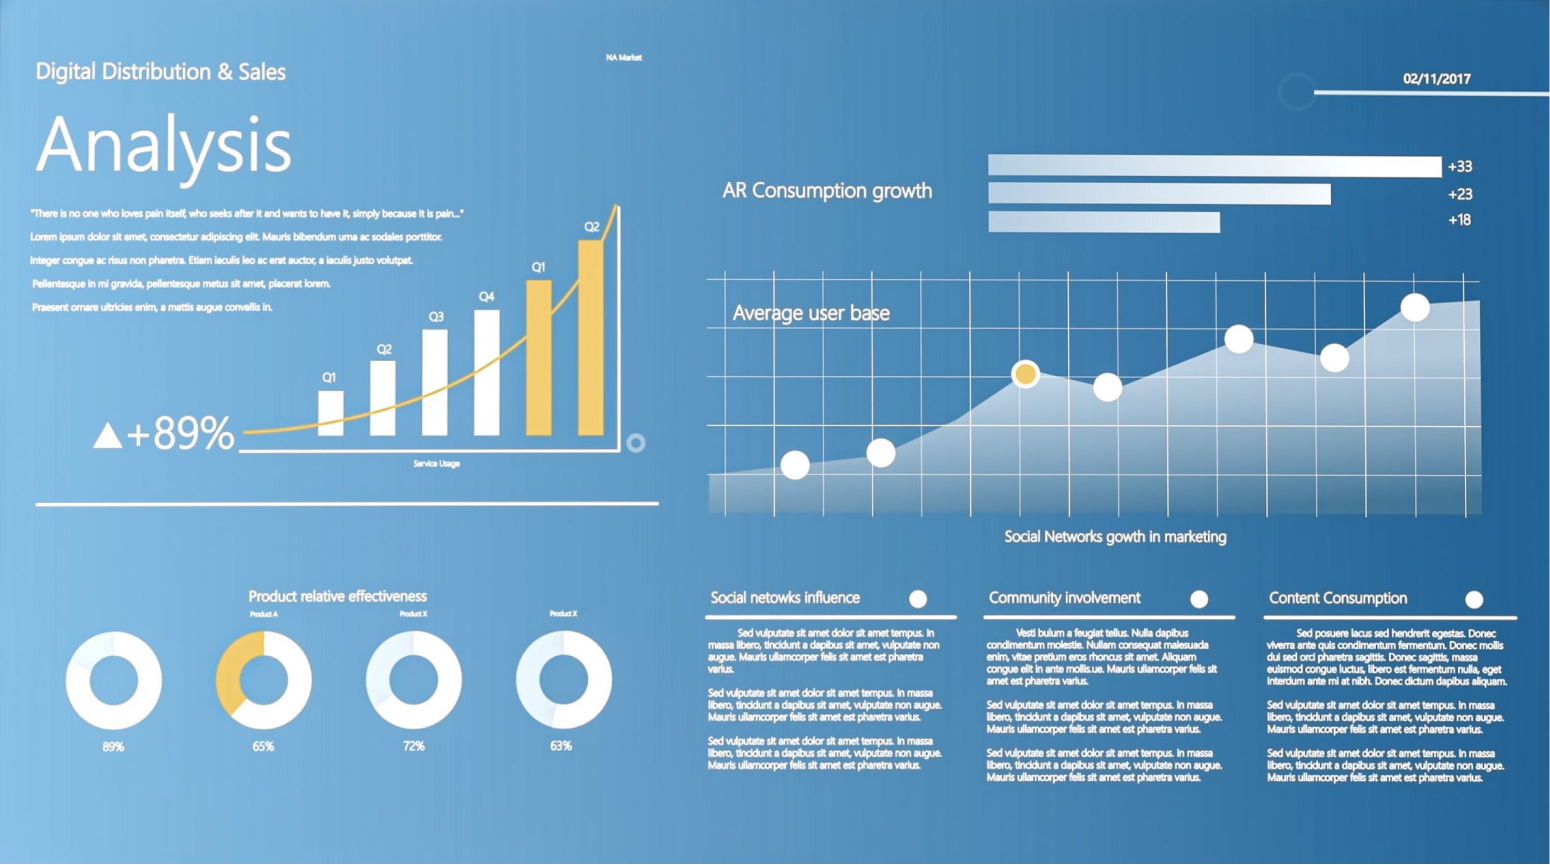 Digital Distribution & Sales
NA Market
Analysis
"There is no one who loves pain itself, who seeks after it and wants to have it, simply because it is pain..."
Lorem ipsum dolor sit amet, consectetur adipiscing elit. Mauris bibendum urna ac sodales porttitor.
Integer congue ac risus non pharetra. Etiam iaculis leo ac erat auctor, a iaculis justo volutpat.
Pellentesque in mi gravida, pellentesque metus sit amet, placerat lorem.
Praesent ornare ultricies enim, a mattis augue convallis in.
Q1
Q2
Q3
Q4
Q1
Q2
+89%
Service Usage
Product relative effectiveness
Product A
Product X
Product X
89%
65%
72%
63%
02/11/2017
AR Consumption growth
+33
+23
+18
Average user base
Social Networks gowth in marketing
Social netowks influence
Sed vulputate sit amet dolor sit amet tempus. In
massa libero, tincidunt a dapibus sit amet, vulputate non
augue. Mauris ullamcorper felis sit amet est pharetra
varius.
Sed vulputate sit amet dolor sit amet tempus. In massa
libero, tincidunt a dapibus sit amet, vulputate non augue.
Mauris ullamcorper felis sit amet est pharetra varius.
Sed vulputate sit amet dolor sit amet tempus. In massa
libero, tincidunt a dapibus sit amet, vulputate non augue.
Mauris ullamcorper felis sit amet est pharetra varius.
Community involvement
Vesti bulum a feugiat tellus. Nulla dapibus
condimentum molestie. Nullam consequat malesuada
enim, vitae pretium eros rhoncus sit amet. Aliquam
congue elit in ante mollis.ue. Mauris ullamcorper felis sit
amet est pharetra varius.
Sed vulputate sit amet dolor sit amet tempus. In massa
libero, tincidunt a dapibus sit amet, vulputate non augue.
Mauris ullamcorper felis sit amet est pharetra varius.
Sed vulputate sit amet dolor sit amet tempus. In massa
libero, tincidunt a dapibus sit amet, vulputate non augue.
Mauris ullamcorper felis sit amet est pharetra varius.
Content Consumption
Sed posuere lacus sed hendrerit egestas. Donec
viverra ante quis condimentum fermentum. Donec mollis
dui sed orci pharetra sagittis. Donec sagittis, massa
euismod congue luctus, libero est fermentum nulla, eget
interdum ante mi at nibh. Donec dictum dapibus aliquam.
Sed vulputate sit amet dolor sit amet tempus. In massa
libero, tincidunt a dapibus sit amet, vulputate non augue.
Mauris ullamcorper felis sit amet est pharetra varius.
Sed vulputate sit amet dolor sit amet tempus. In massa
libero, tincidunt a dapibus sit amet, vulputate non augue.
Mauris ullamcorper felis sit amet est pharetra varius.